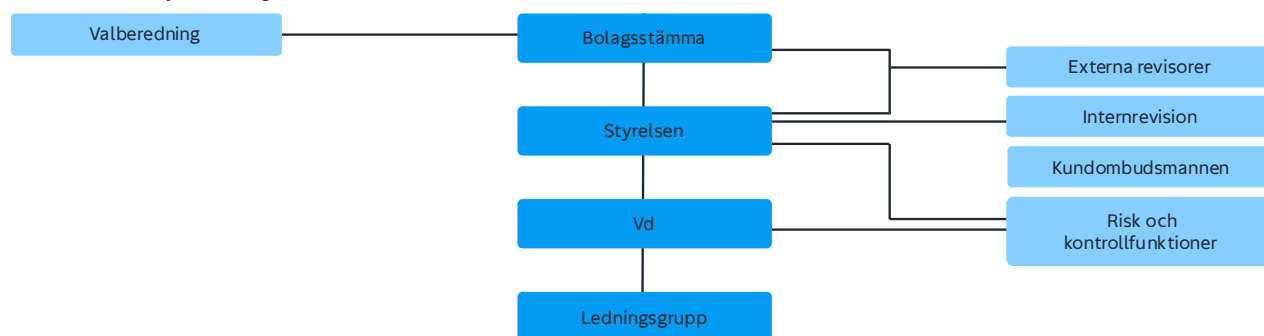 Valberedning
Bolagsstämma
Externa revisorer
Internrevision
Styrelsen
Kundombudsmannen
Vd
Risk och
kontrollfunktioner
Ledningsgrupp